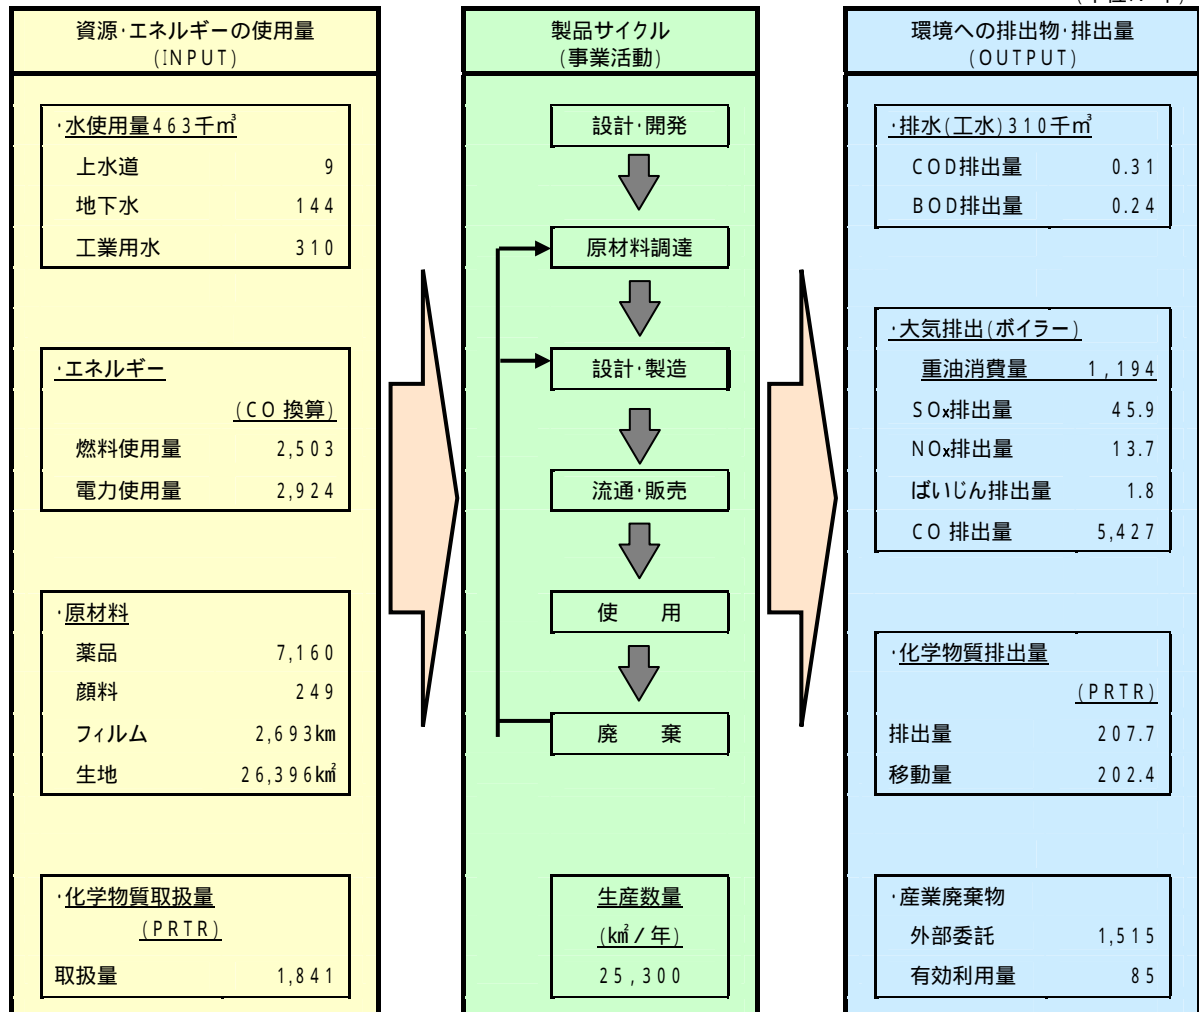 資源･エネルギーの使用量
(INPUT)
･水使用量463千㎥
上水道 9
地下水 144
工業用水 310
･エネルギー
(CO 換算)
燃料使用量 2,503
電力使用量 2,924
･原材料
薬品 7,160
顔料 249
フィルム 2,693km
生地 26,396k㎡
･化学物質取扱量
(PRTR)
取扱量 1,841
製品サイクル
(事業活動)
設計･開発
原材料調達
設計･製造
流通･販売
使 用
廃 棄
生産数量
(k㎡/年)
25,300
環境への排出物･排出量
(OUTPUT)
･排水(工水)310千㎥
COD排出量 0.31
BOD排出量 0.24
･大気排出(ボイラー)
重油消費量 1,194
SOx排出量 45.9
NOx排出量 13.7
ばいじん排出量 1.8
CO 排出量 5,427
･化学物質排出量
(PRTR)
排出量 207.7
移動量 202.4
･産業廃棄物
外部委託 1,515
有効利用量 85